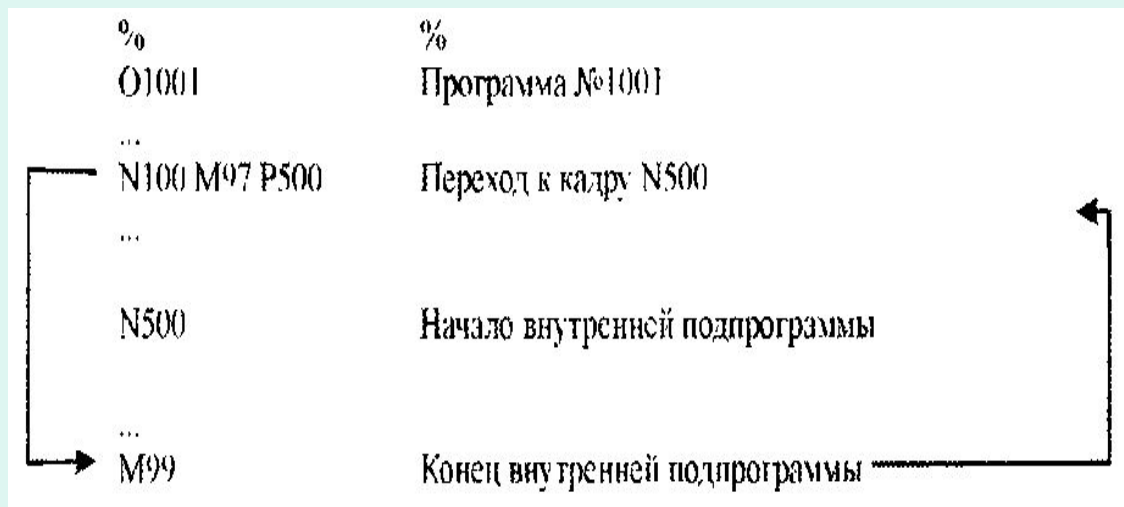 % %
O1001 Программа №1001
...
N100 M97 P500 Переход к кадру N500
...
N500 Начало внутренней подпрограммы
...
M99 Конец внутренней подпрограммы